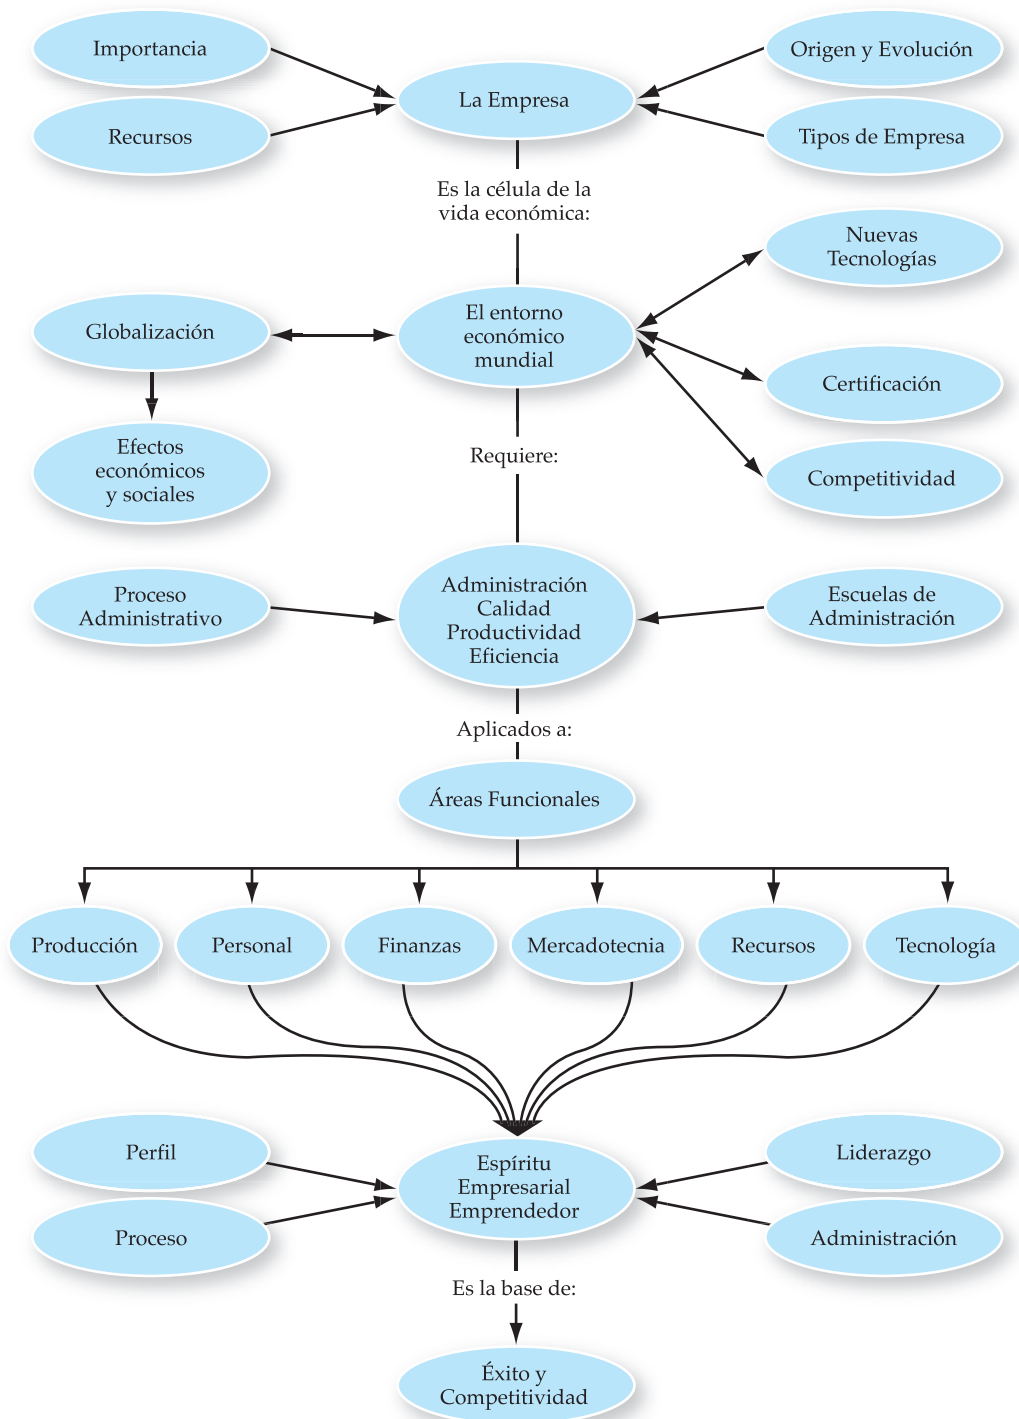 Importancia
Origen y Evolución
La Empresa
Recursos
Tipos de Empresa
Es la célula de la
vida económica:
Nuevas
Tecnologías
Globalización
El entorno
económico
mundial
Certificación
Efectos
económicos
y sociales
Requiere:
Competitividad
Proceso
Administrativo
Administración
Calidad
Productividad
Eficiencia
Escuelas de
Administración
Aplicados a:
Áreas Funcionales
Producción
Personal
Finanzas
Mercadotecnia
Recursos
Tecnología
Perfil
Espíritu
Empresarial
Emprendedor
Liderazgo
Proceso
Administración
Es la base de:
Éxito y
Competitividad